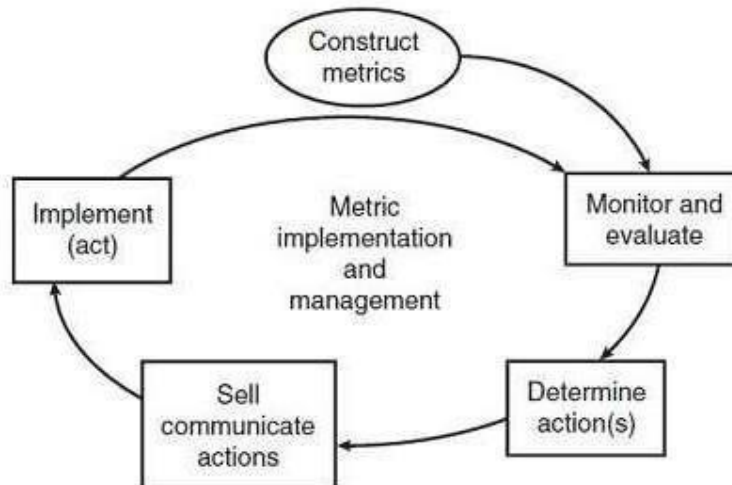 Construct
metrics
Implement
(act)
Metric
implementation
and
management
Monitor and
evaluate
Sell
communicate
actions
Determine
action(s)